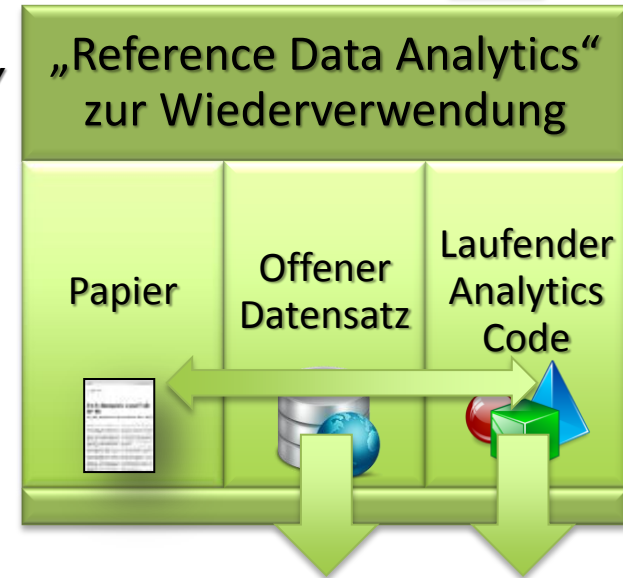 „Reference Data Analytics“
zur Wiederverwendung
Papier
Offener
Datensatz
Laufender
Analytics
Code